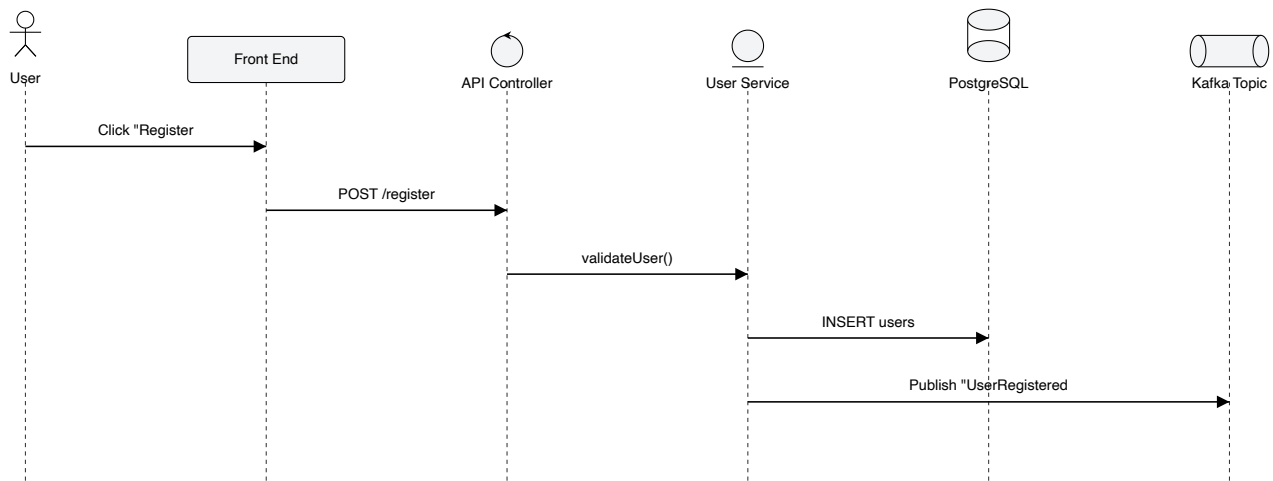 User
Front End
API Controller
User Service
PostgreSQL
Kafka Topic
Click "Register
POST /register
validateUser()
INSERT users
Publish "UserRegistered